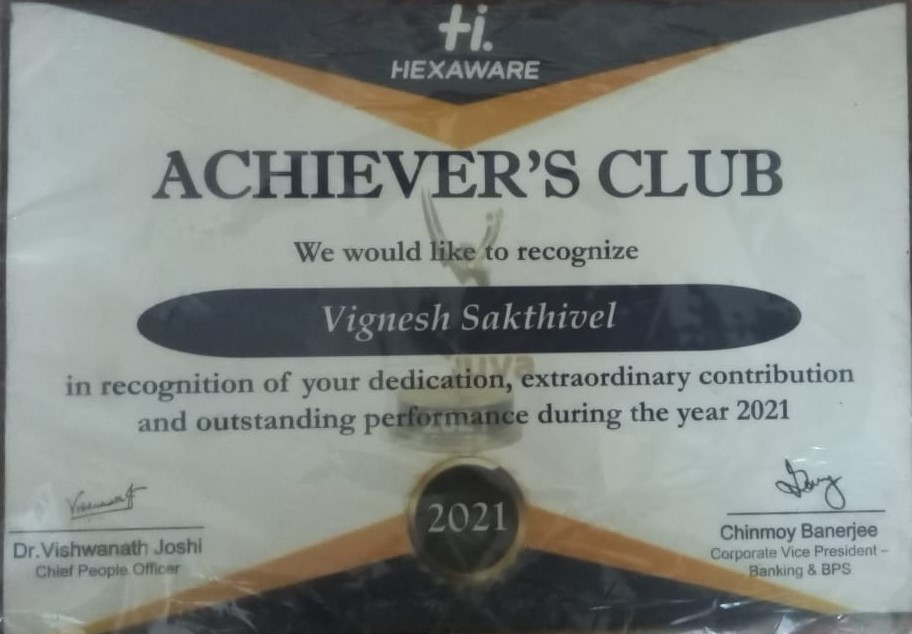 Hi.
HEXAWARE
ACHIEVER'S CLUB
We would like to recognize
Vignesh Sakthivel
in recognition of your dedication, extraordinary contribution
and outstanding performance during the year 2021
2021
Dr.Vishwanath Joshi
Chief People Officer
Chinmoy Banerjee
Corporate Vice President –
Banking & BPS